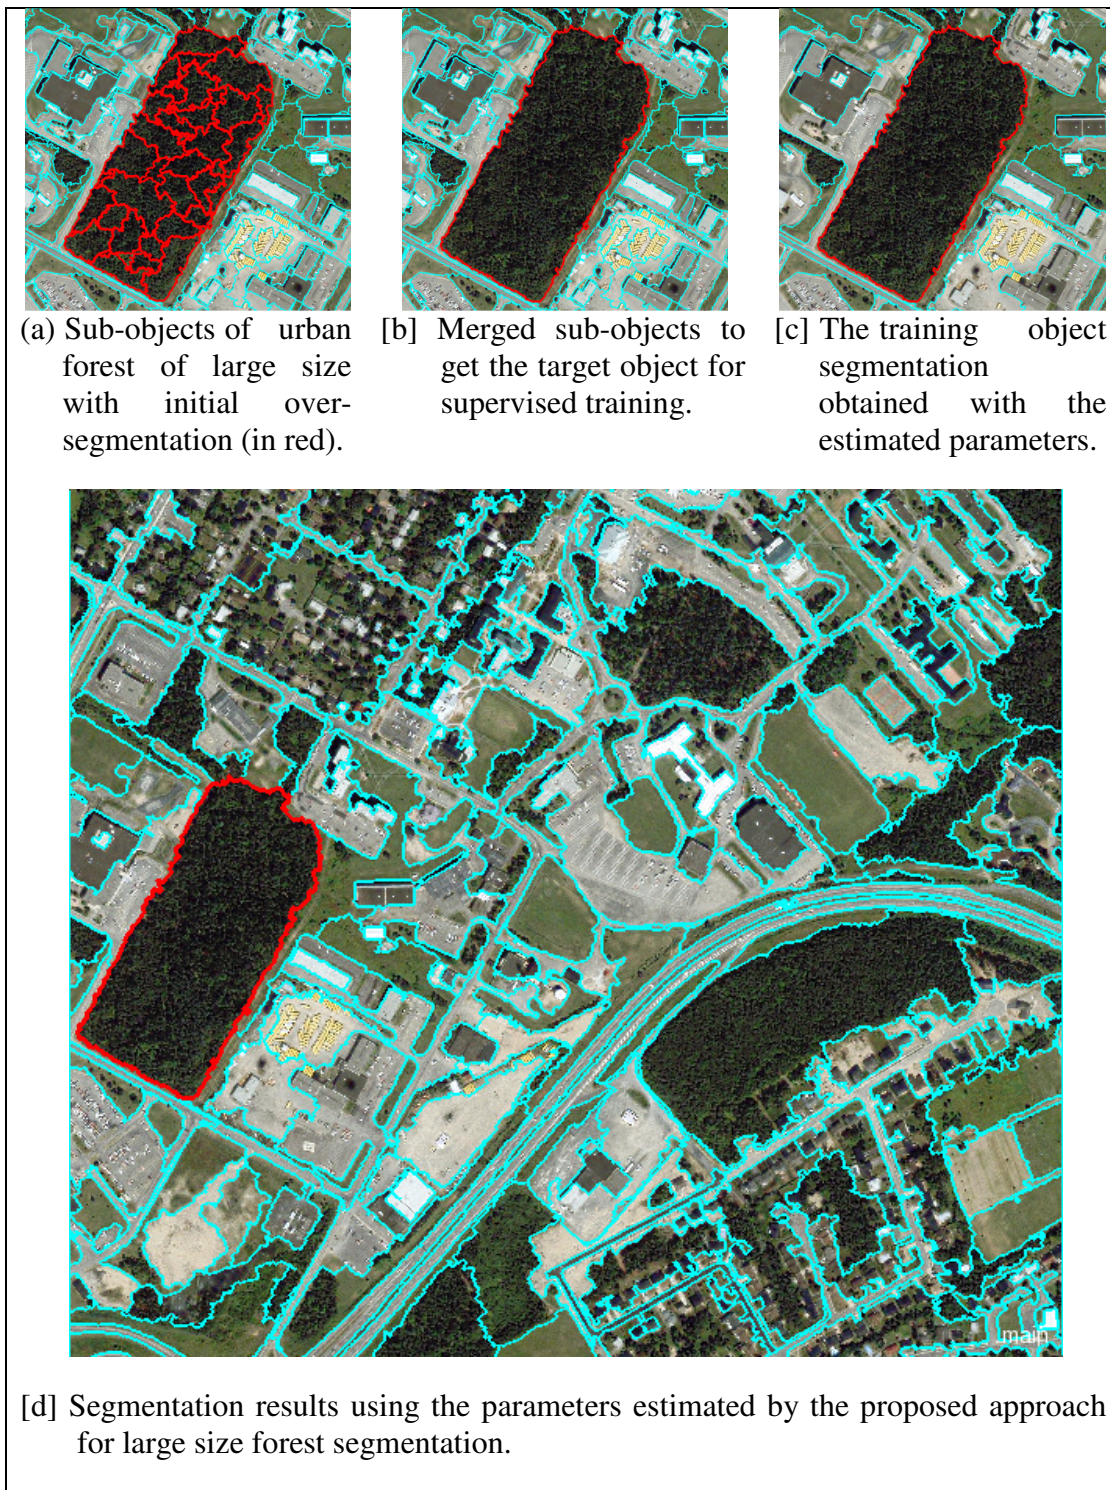 (a) Sub-objects of urban
forest of large size
with initial over-
segmentation (in red).
[b] Merged sub-objects to
get the target object for
supervised training.
[c] The training object
segmentation
obtained with the
estimated parameters.
main
[d] Segmentation results using the parameters estimated by the proposed approach
for large size forest segmentation.